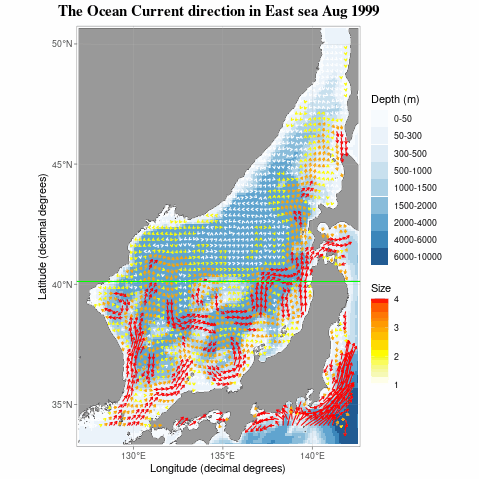 The Ocean Current direction in East sea Aug 1999
50°N
45°N
40°N
35°N
Latitude (decimal degrees)
130°E 135°E 140°E
Longitude (decimal degrees)
Depth (m)
0-50
50-300
300-500
500-1000
1000-1500
1500-2000
2000-4000
4000-6000
6000-10000
Size
4
3
2
1